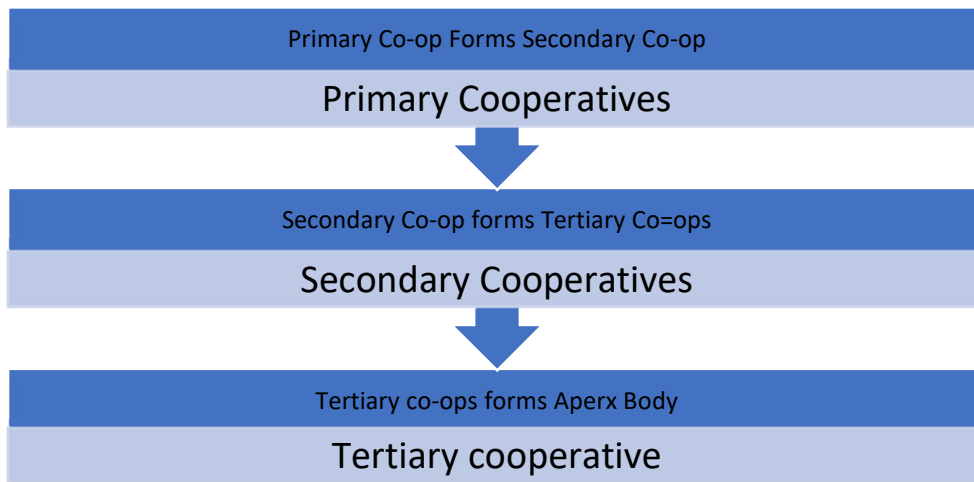 Primary Co-op Forms Secondary Co-op
Primary Cooperatives
Secondary Co-op forms Tertiary Co=ops
Secondary Cooperatives
Tertiary co-ops forms Aperx Body
Tertiary cooperative